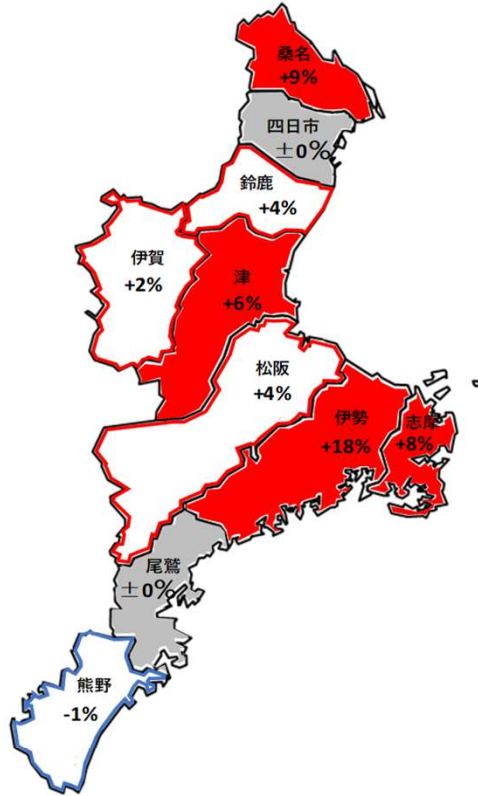 桑名
+9%
四日市
±0%
鈴鹿
+4%
伊賀
+2%
津
+6%
松阪
+4%
伊勢
+18%
志摩
+8%
尾鷲
±0%
熊野
-1%